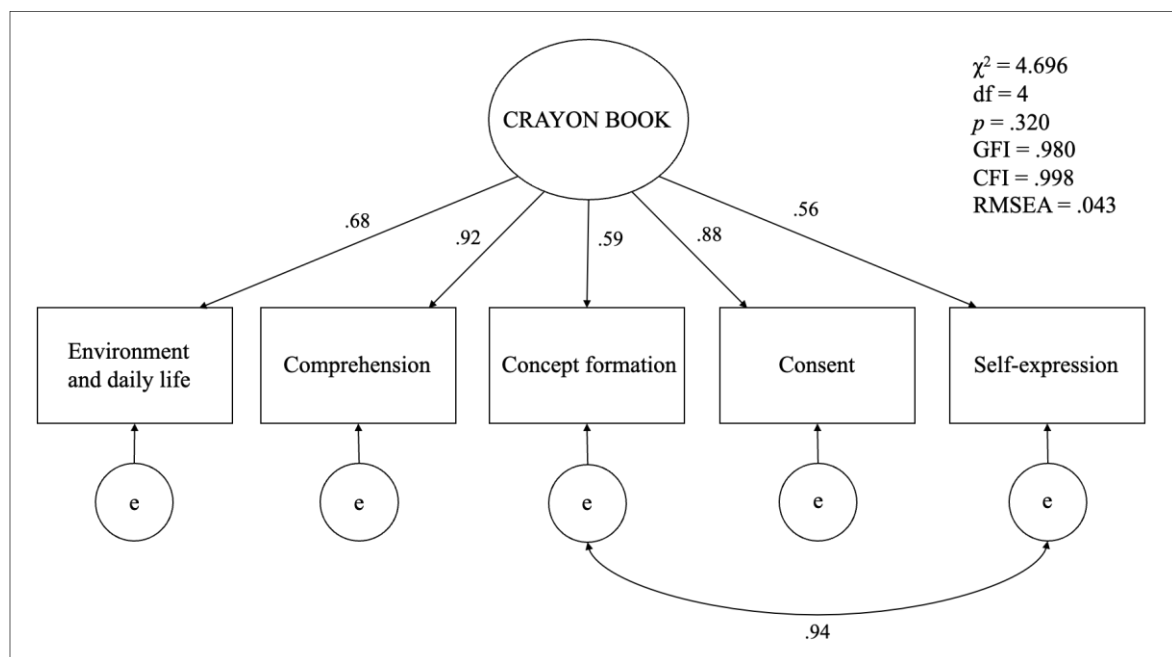 CRAYON BOOK
χ² = 4.696
df = 4
p = .320
GFI = .980
CFI = .998
RMSEA = .043
.68
.92
.59
.88
.56
Environment
and daily life
Comprehension
Concept formation
Consent
Self-expression
e
e
e
e
e
.94